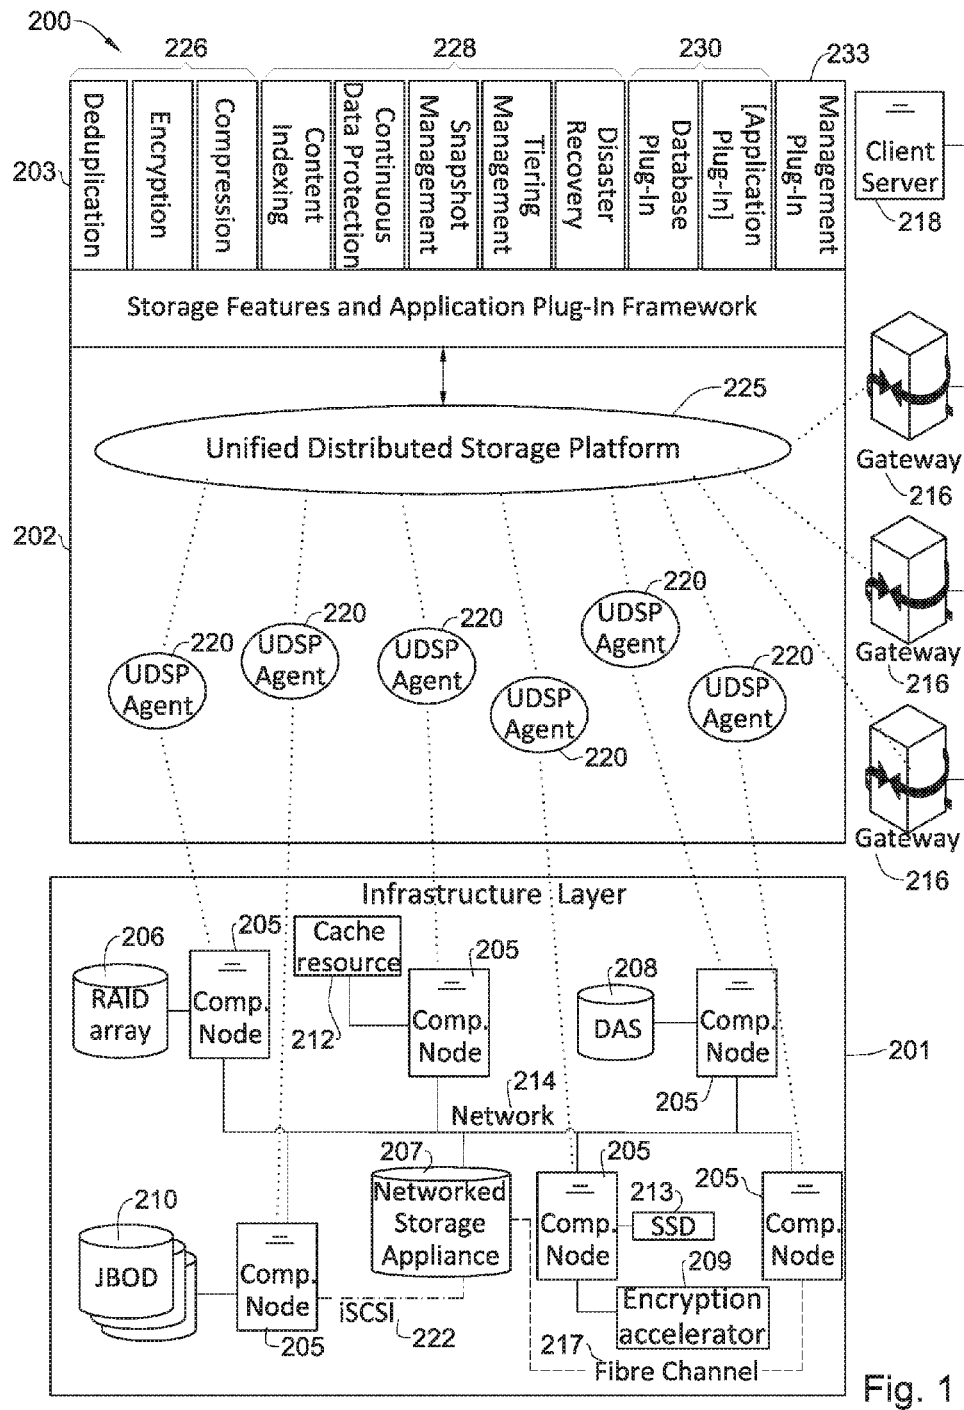 200
226
228
230
233
Deduplication
Encryption
Compression
Content
Indexing
Continuous
Data Protection
Snapshot
Management
Tiering
Management
Disaster
Recovery
Database
Plug-In
[Application
Plug-In]
Management
Plug-In
Client
Server
218
203
Storage Features and Application Plug-In Framework
225
Unified Distributed Storage Platform
Gateway
216
202
Gateway
216
Gateway
216
220
UDSP
Agent
220
UDSP
Agent
220
UDSP
Agent
UDSP
Agent
220
220
UDSP
Agent
220
UDSP
Agent
Infrastructure Layer
201
206
RAID
array
205
Comp.
Node
Cache
resource
212
205
Comp.
Node
208
DAS
Comp.
Node
205
214
Network
210
JBOD
Comp.
Node
205
207
Networked
Storage
Appliance
iSCSI
222
205
Comp.
Node
213
SSD
209
Encryption
accelerator
205
Comp.
Node
217
Fibre Channel
Fig. 1